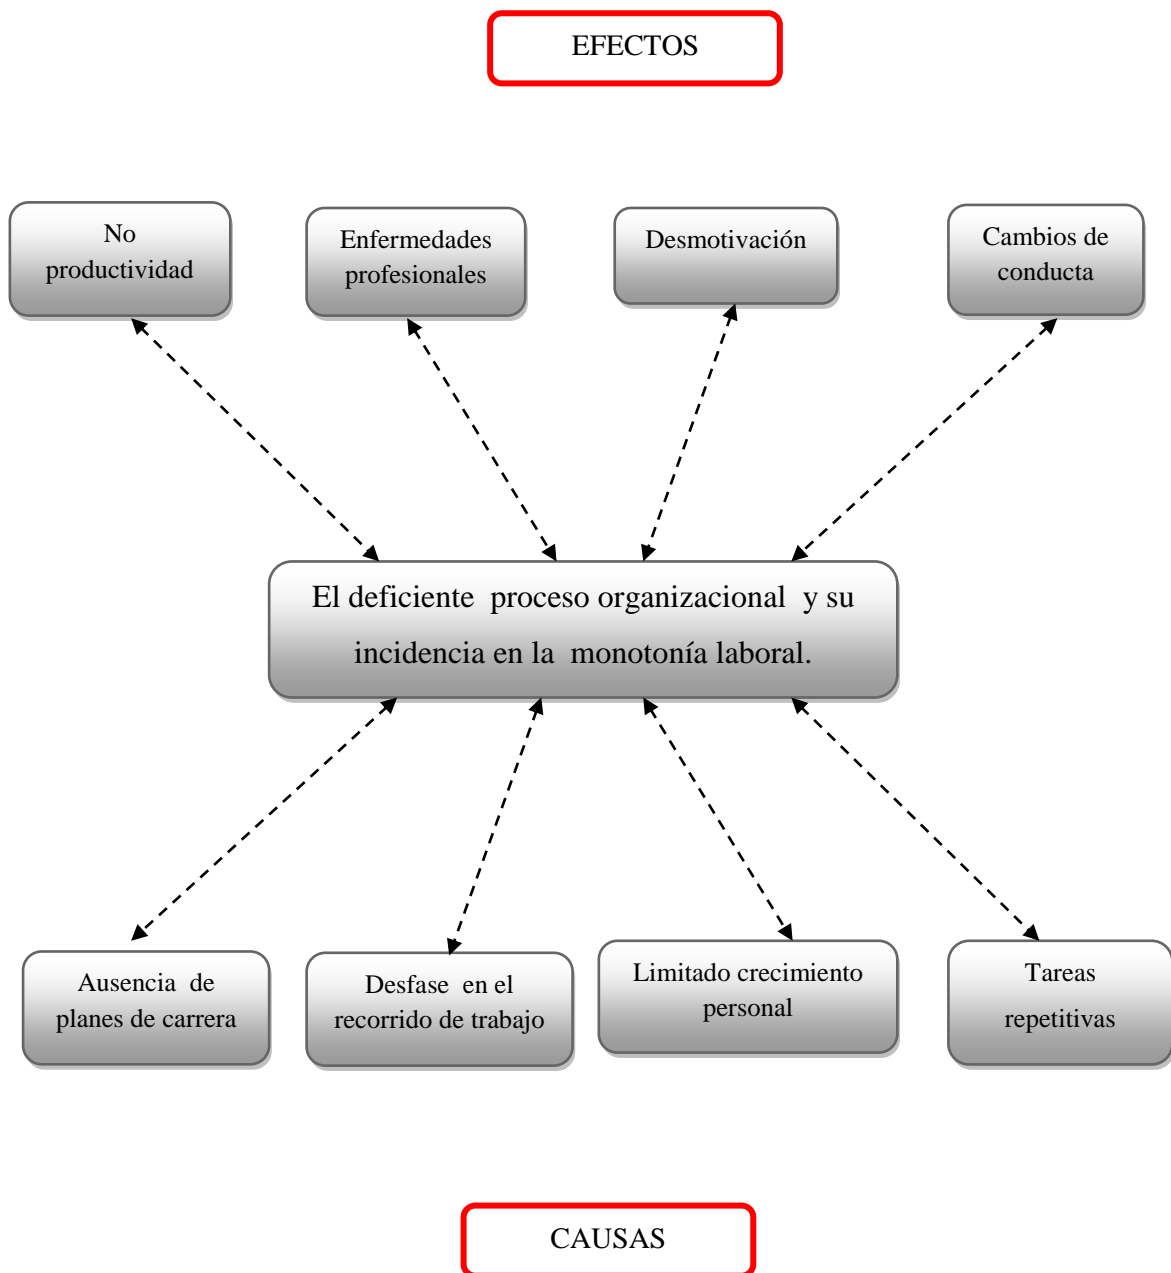 EFECTOS
No
productividad
Enfermedades
profesionales
Desmotivación
Cambios de
conducta
El deficiente proceso organizacional y su
incidencia en la monotonía laboral.
Ausencia de
planes de carrera
Desfase en el
recorrido de trabajo
Limitado crecimiento
personal
Tareas
repetitivas
CAUSAS